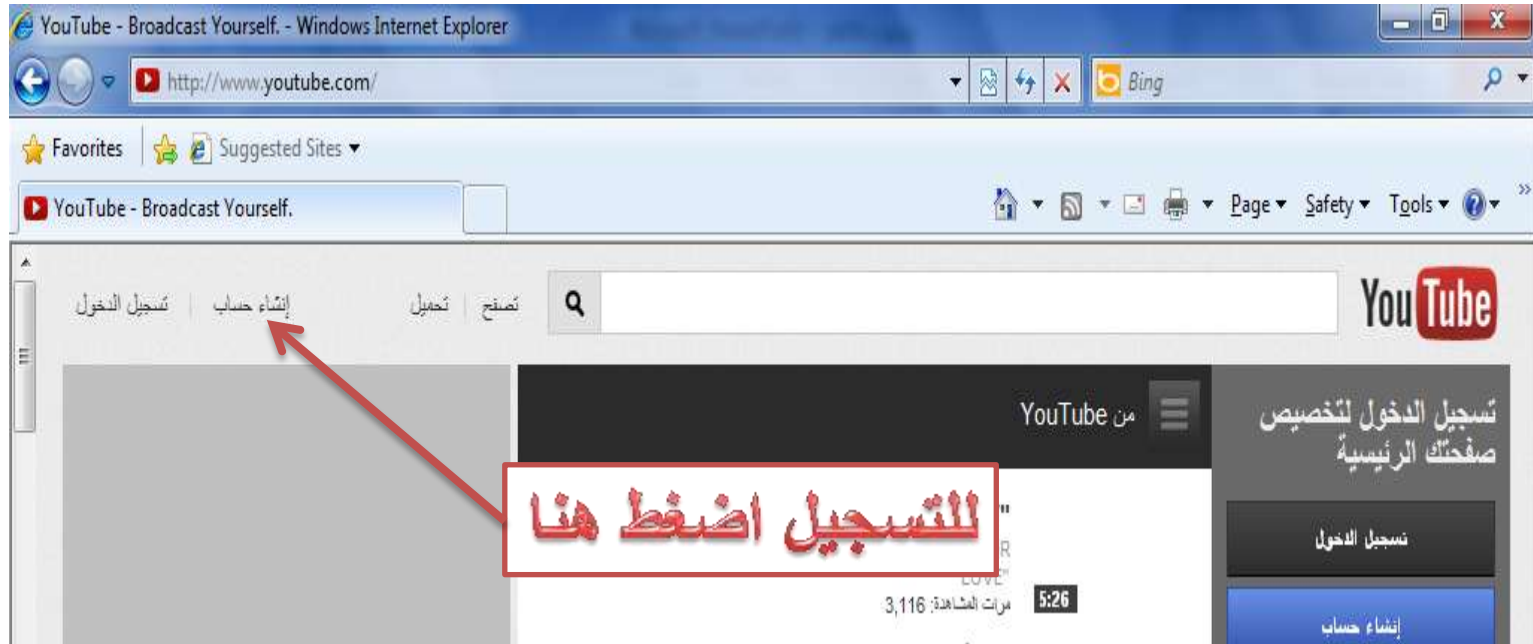 YouTube - Broadcast Yourself. - Windows Internet Explorer
http://www.youtube.com/
Bing
Favorites
Suggested Sites
YouTube - Broadcast Yourself.
Page
Safety
Tools
YouTube
تصفح | تحميل
إنشاء حساب | تسجيل الدخول
تسجيل الدخول لتخصيص
صفحتك الرئيسية
تسجيل الدخول
إنشاء حساب
من YouTube
للتسجيل اضغط هنا
"
R
LOVE"
5:26
مرات المشاهدة: 3,116